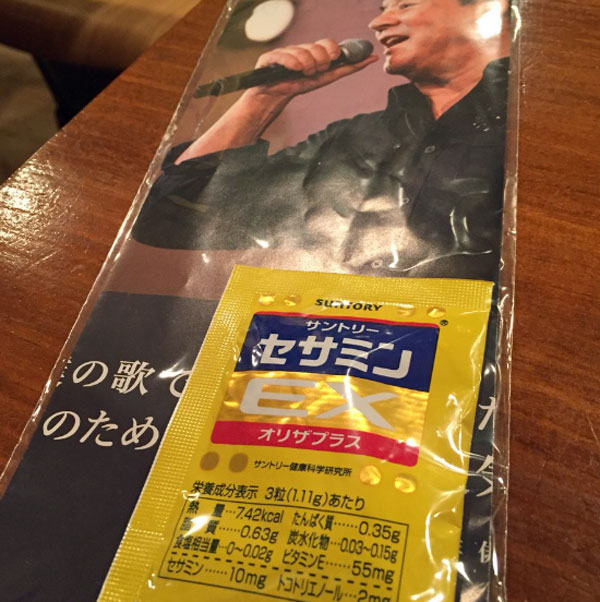 SUNTORY
サントリー
セサミン
EX
オリザプラス
サントリー健康科学研究所
の歌で
のため
栄養成分表示 3粒(1.11g)あたり
熱 量…7.42kcal たんぱく質……0.35g
脂 質……0.63g 炭水化物…0.03~0.15g
食塩相当量…0~0.02g ビタミンE……55mg
セサミン……10mg トコトリエノール…2mg